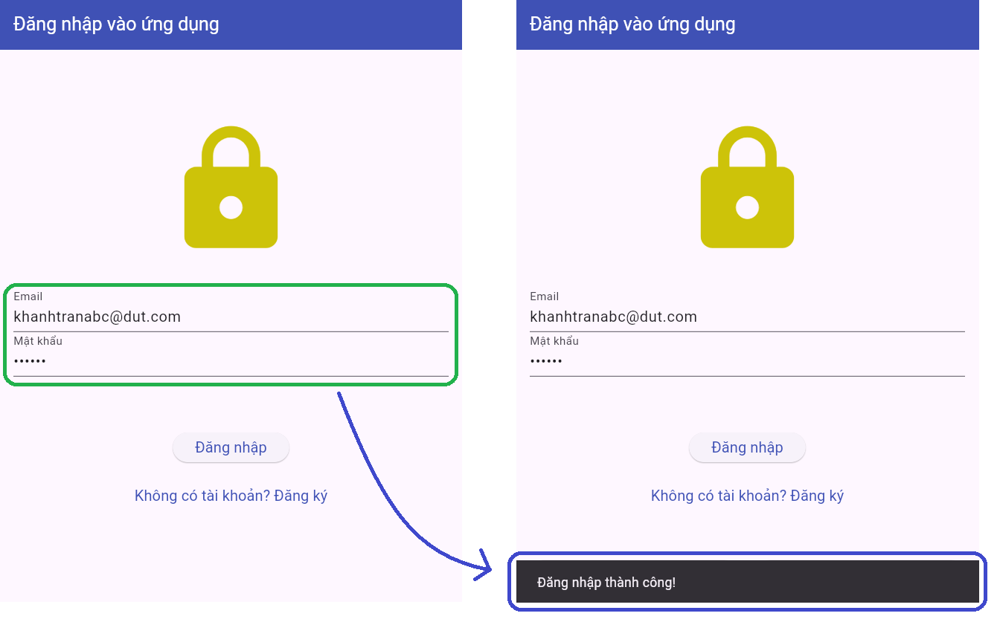 Đăng nhập vào ứng dụng
Email
khanhtranabc@dut.com
Mật khẩu
••••••
Đăng nhập
Không có tài khoản? Đăng ký
Đăng nhập vào ứng dụng
Email
khanhtranabc@dut.com
Mật khẩu
••••••
Đăng nhập
Không có tài khoản? Đăng ký
Đăng nhập thành công!